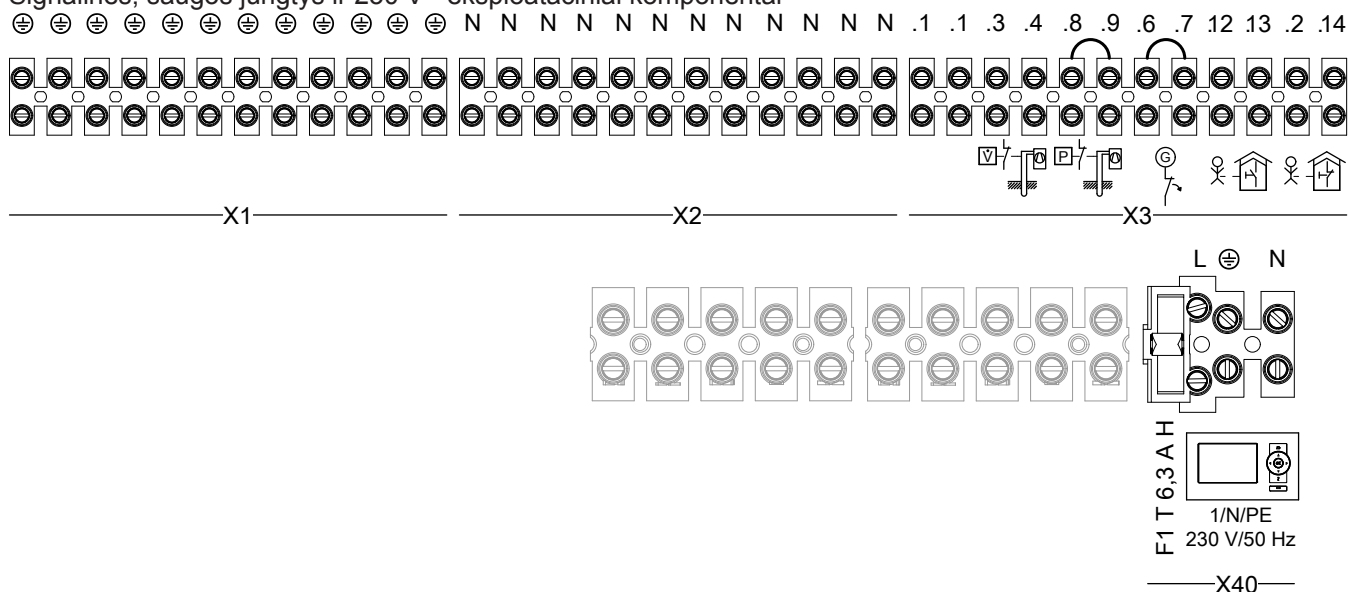 Signalinės, saugos jungtys ir 230 V~ eksploataciniai komponentai
N N N N N N N N N N N N .1 .1 .3 .4 .8 .9 .6 .7 .12 .13 .2 .14
V̇ P G
X1 X2 X3
L N
F1 T 6,3 A H
1/N/PE
230 V/50 Hz
X40